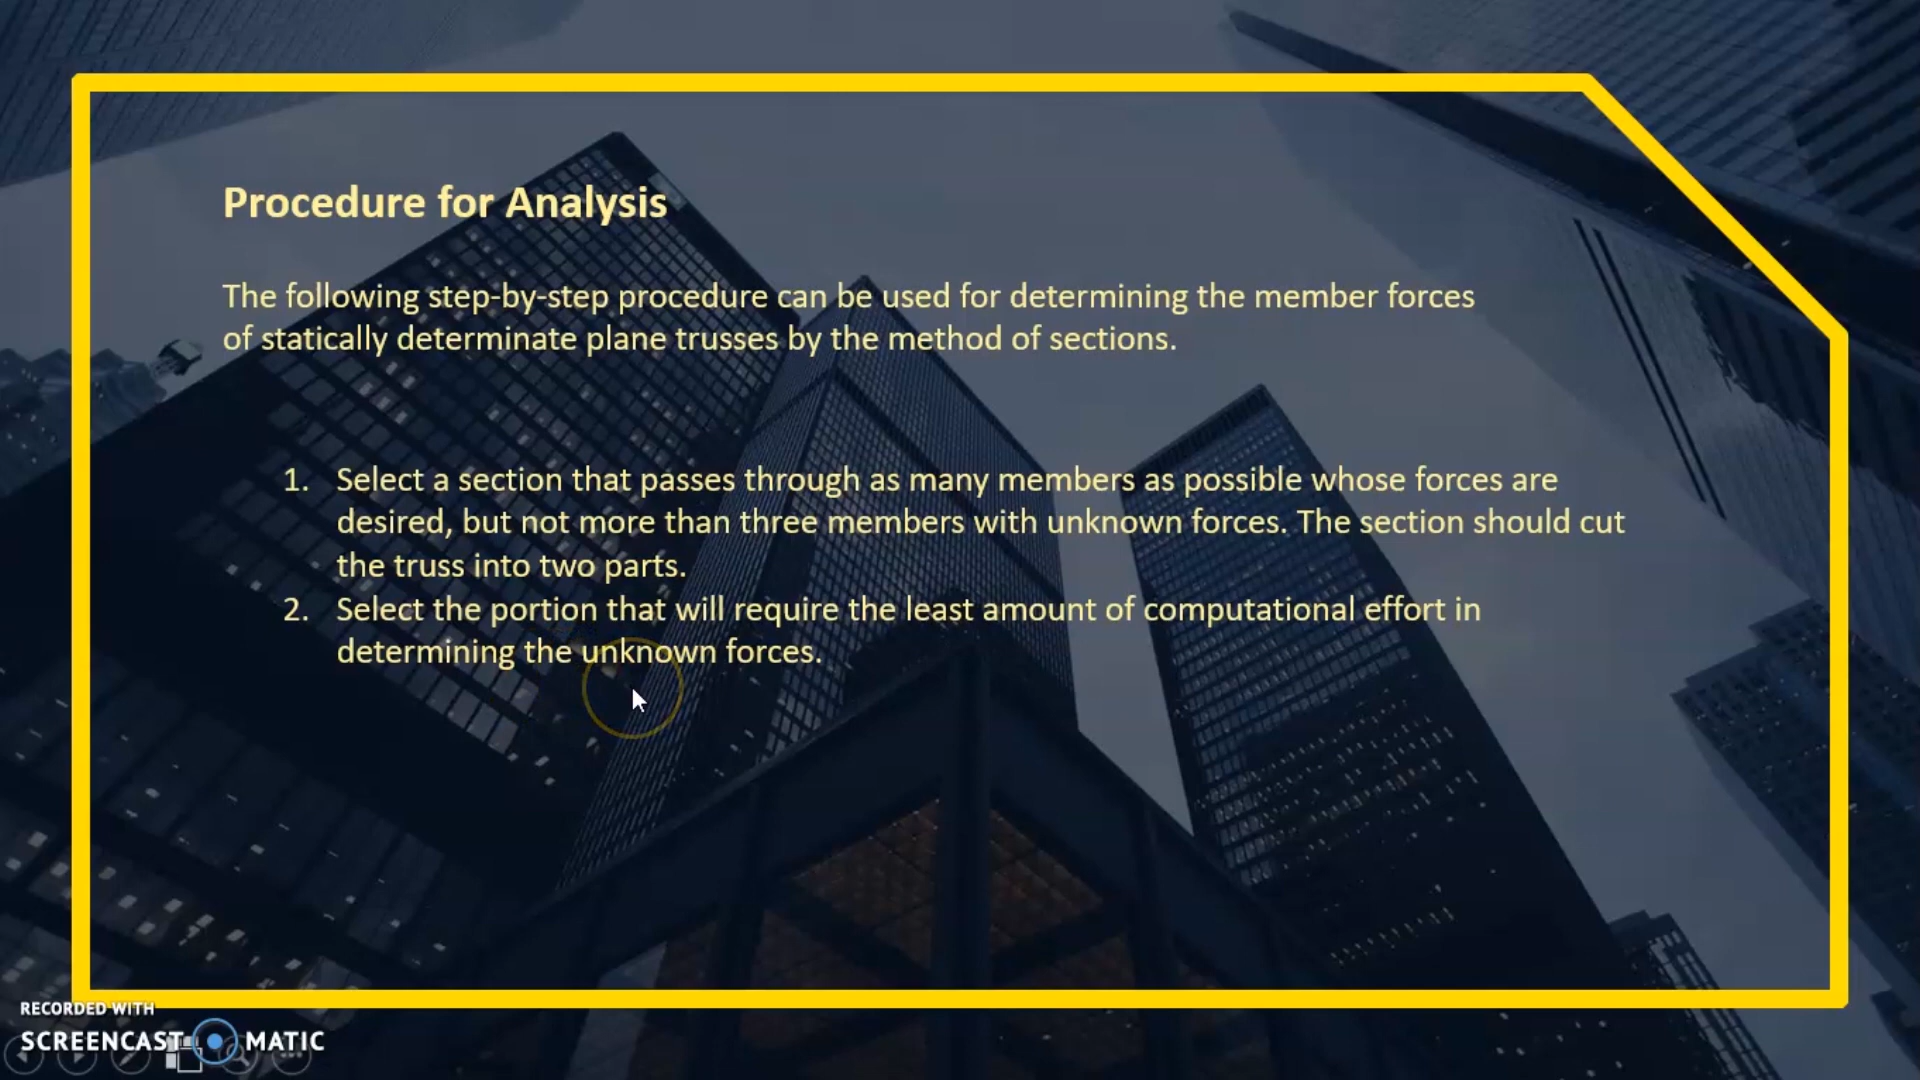 Procedure for Analysis
The following step-by-step procedure can be used for determining the member forces
of statically determinate plane trusses by the method of sections.
1. Select a section that passes through as many members as possible whose forces are
desired, but not more than three members with unknown forces. The section should cut
the truss into two parts.
2. Select the portion that will require the least amount of computational effort in
determining the unknown forces.
RECORDED WITH
SCREENCAST MATIC